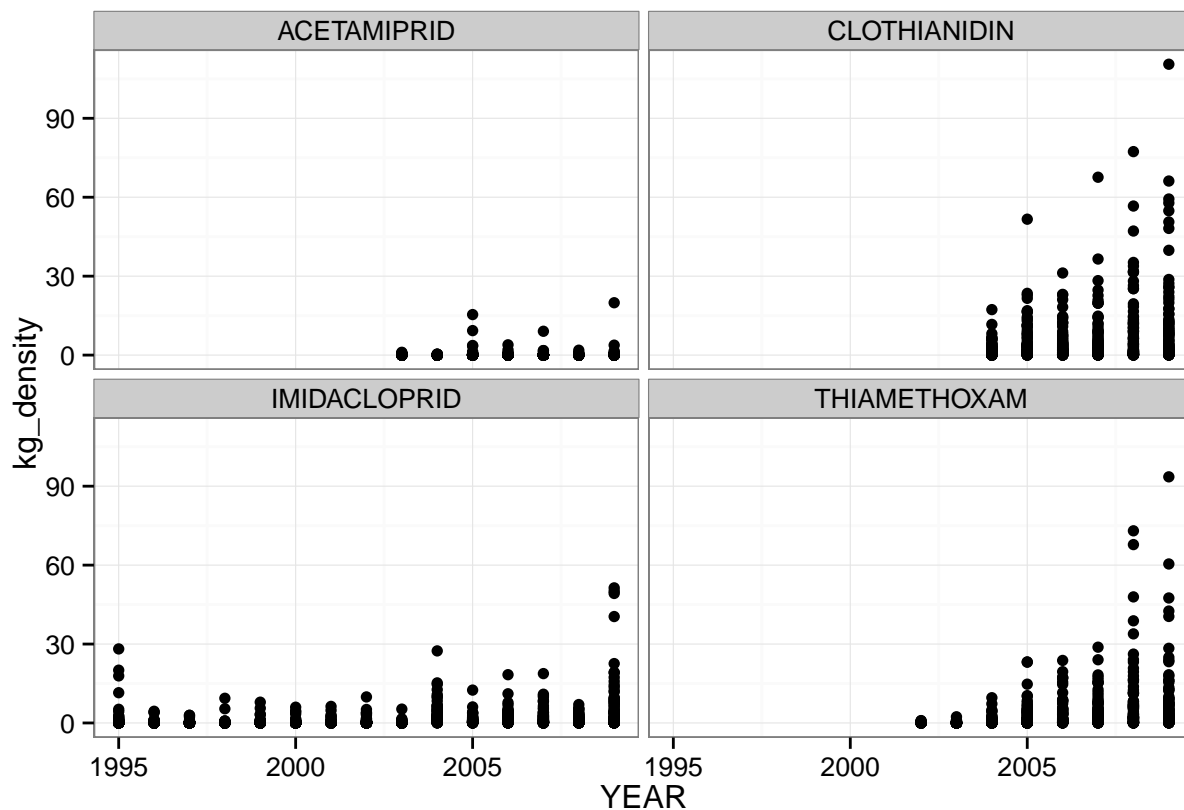 ACETAMIPRID CLOTHIANIDIN
90
60
30
0
IMIDACLOPRID THIAMETHOXAM
90
60
30
0
1995 2000 2005 1995 2000 2005
YEAR
kg_density